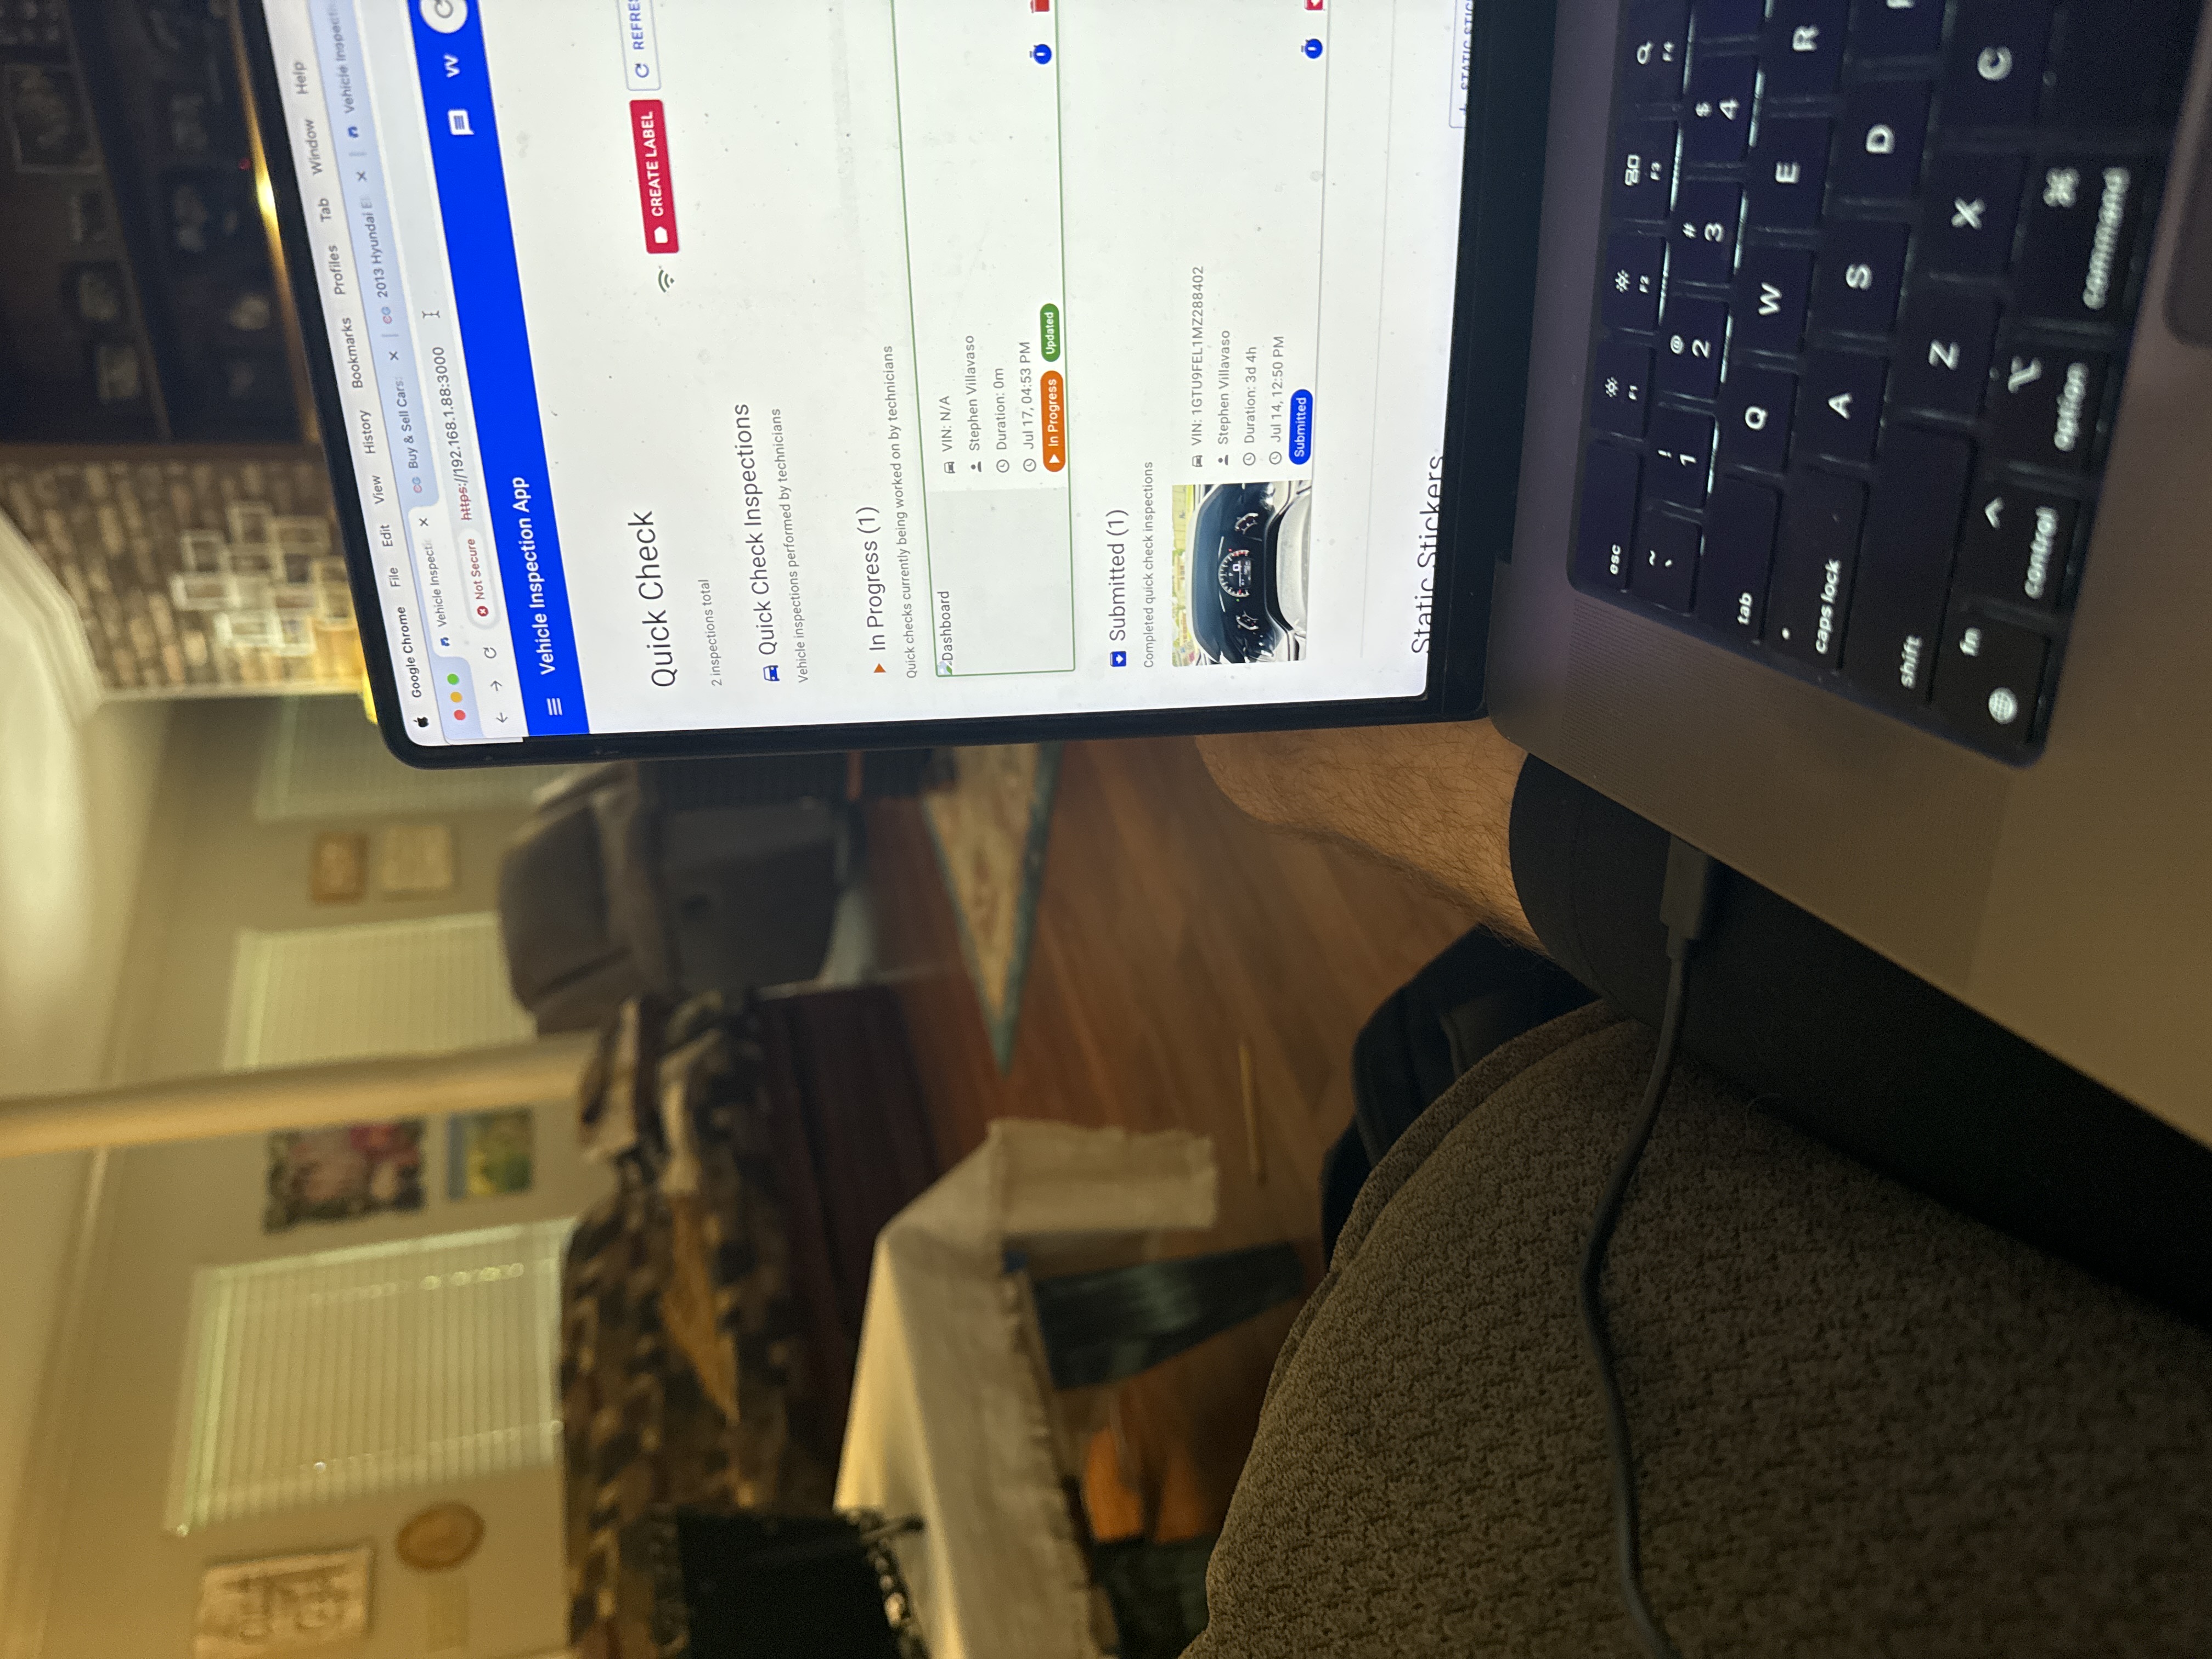 Google Chrome File Edit View History Bookmarks Profiles Tab Window Help
Vehicle Inspecti Buy & Sell Cars: CG 2013 Hyundai El Vehicle Inspecti
Not Secure https://192.168.1.88:3000
Vehicle Inspection App
Quick Check
CREATE LABEL REFRES
2 inspections total
Quick Check Inspections
Vehicle inspections performed by technicians
In Progress (1)
Quick checks currently being worked on by technicians
Dashboard
VIN: N/A
Stephen Villavaso
Duration: 0m
Jul 17, 04:53 PM
In Progress Updated
Submitted (1)
Completed quick check inspections
VIN: 1GTU9FEL1MZ288402
Stephen Villavaso
Duration: 3d 4h
Jul 14, 12:50 PM
Submitted
Static Stickers
STATIC STIC
esc F1 F2 F3 F4
~ ` ! 1 @ 2 # 3 $ 4
tab Q W E R
caps lock A S D
shift Z X C
fn control option command